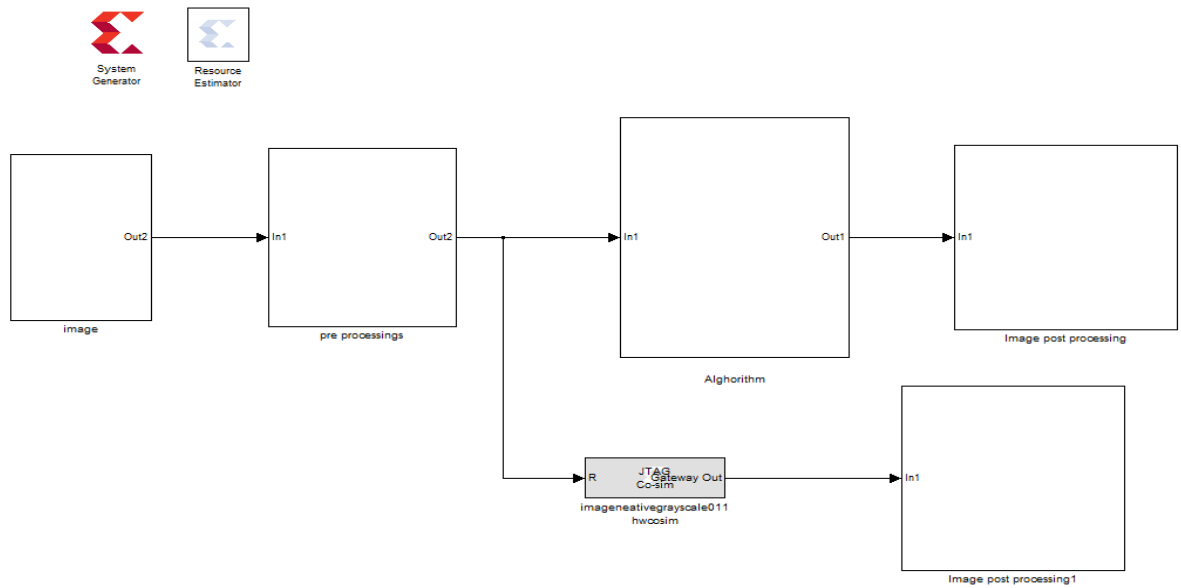 System
Generator
Resource
Estimator
Out2
In1
Out2
In1
Out1
In1
image
pre processings
Alghorithm
Image post processing
R
JTAG
Co-sim
Gateway Out
imageneativegrayscale011
hwcosim
In1
Image post processing1